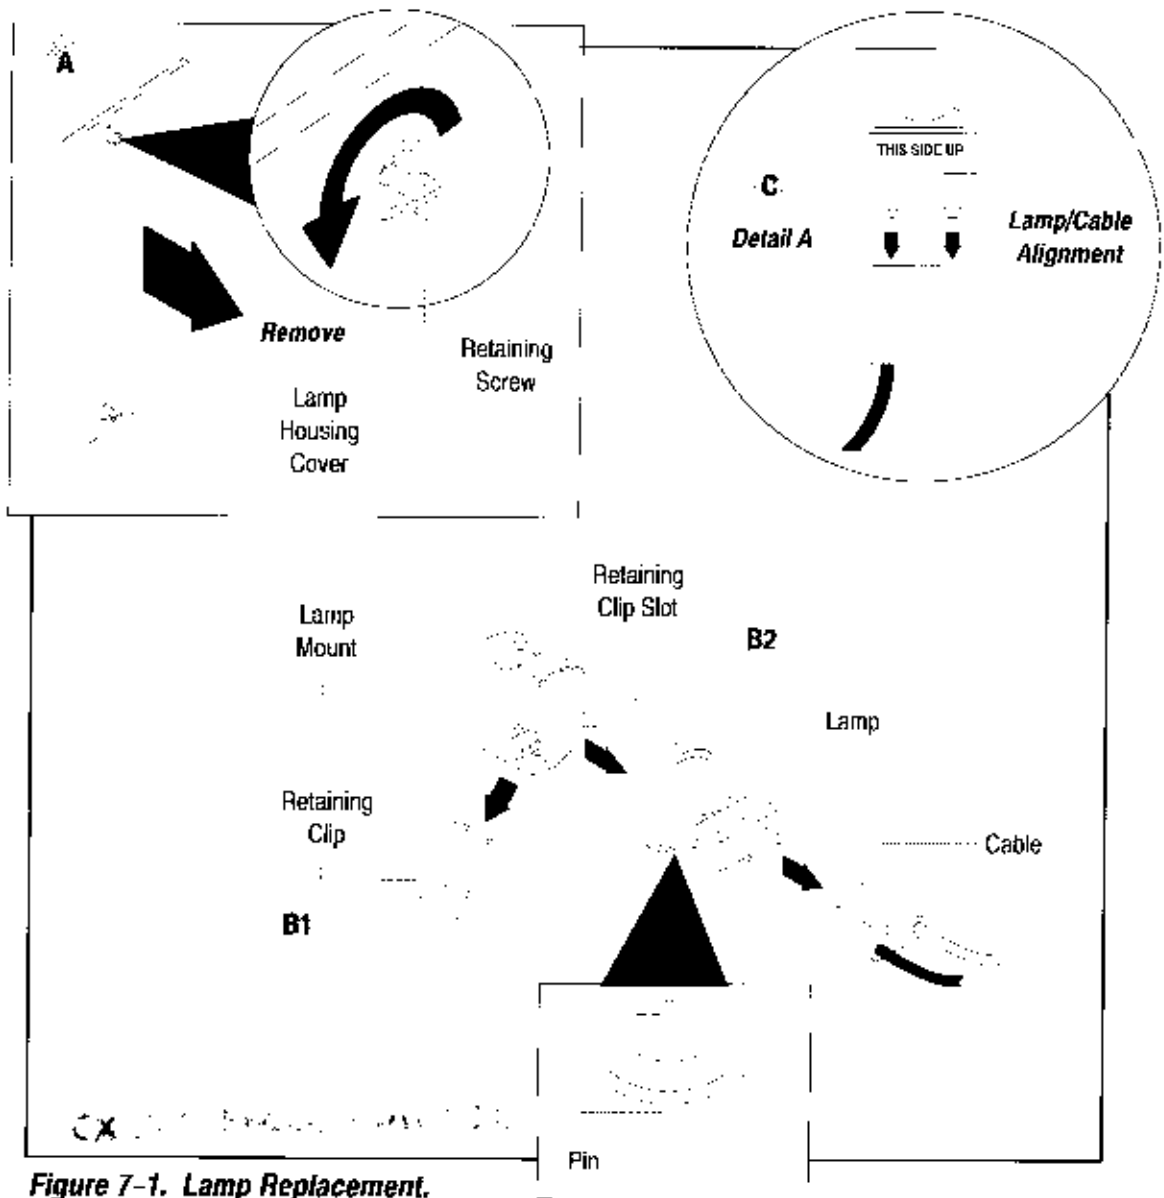 A
Remove
Retaining
Screw
Lamp
Housing
Cover
THIS SIDE UP
C
Detail A
Lamp/Cable
Alignment
Retaining
Clip Slot
Lamp
Mount
B2
Lamp
Retaining
Clip
Cable
B1
Pin
Figure 7-1. Lamp Replacement.